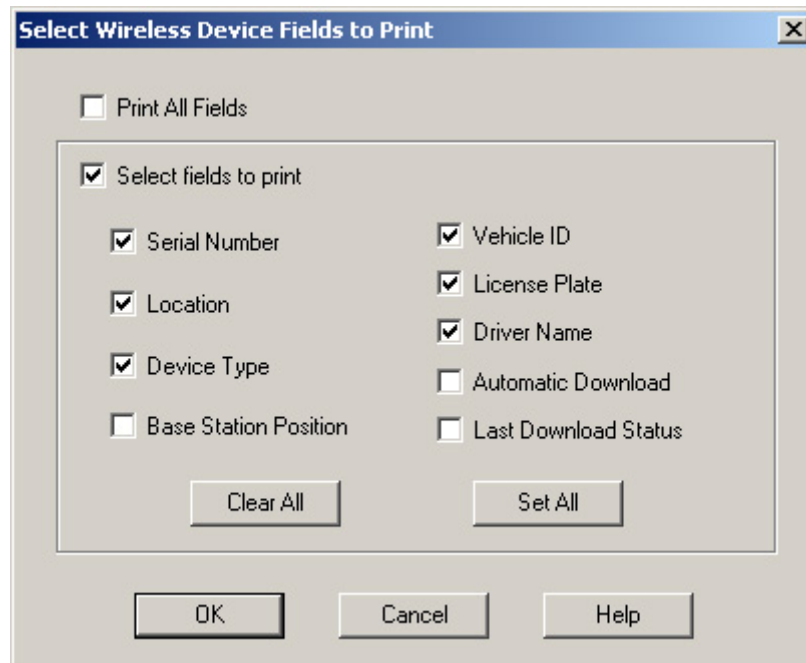 Select Wireless Device Fields to Print
Print All Fields
Select fields to print
Serial Number
Location
Device Type
Base Station Position
Vehicle ID
License Plate
Driver Name
Automatic Download
Last Download Status
Clear All
Set All
OK
Cancel
Help